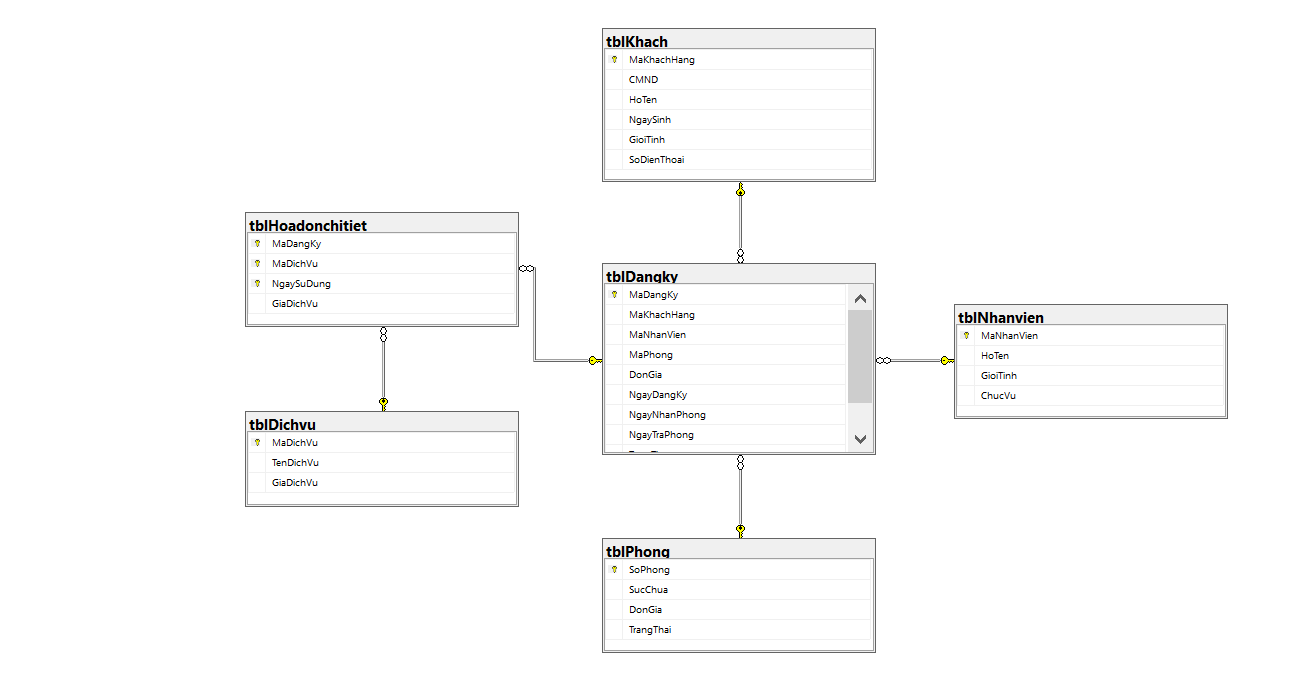 tblKhach
MaKhachHang
CMND
HoTen
NgaySinh
GioiTinh
SoDienThoai
tblHoadonchitiet
MaDangKy
MaDichVu
NgaySuDung
GiaDichVu
tblDangky
MaDangKy
MaKhachHang
MaNhanVien
MaPhong
DonGia
NgayDangKy
NgayNhanPhong
NgayTraPhong
tblNhanvien
MaNhanVien
HoTen
GioiTinh
ChucVu
tblDichvu
MaDichVu
TenDichVu
GiaDichVu
tblPhong
SoPhong
SucChua
DonGia
TrangThai